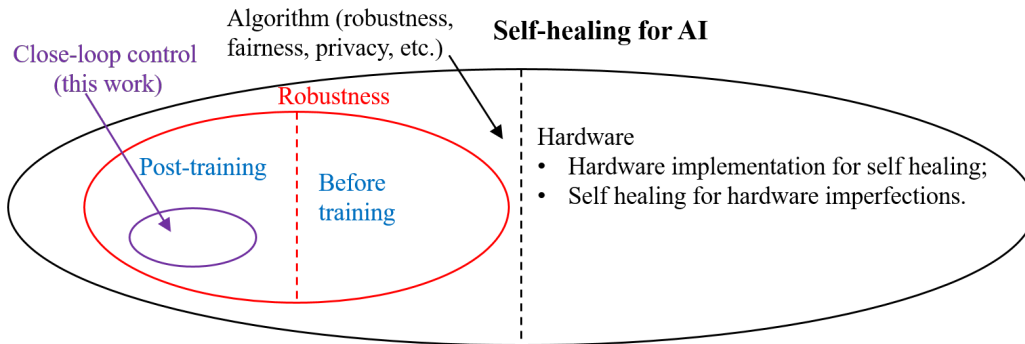 Algorithm (robustness,
fairness, privacy, etc.)
Self-healing for AI
Close-loop control
(this work)
Robustness
Post-training
Before
training
Hardware
• Hardware implementation for self healing;
• Self healing for hardware imperfections.